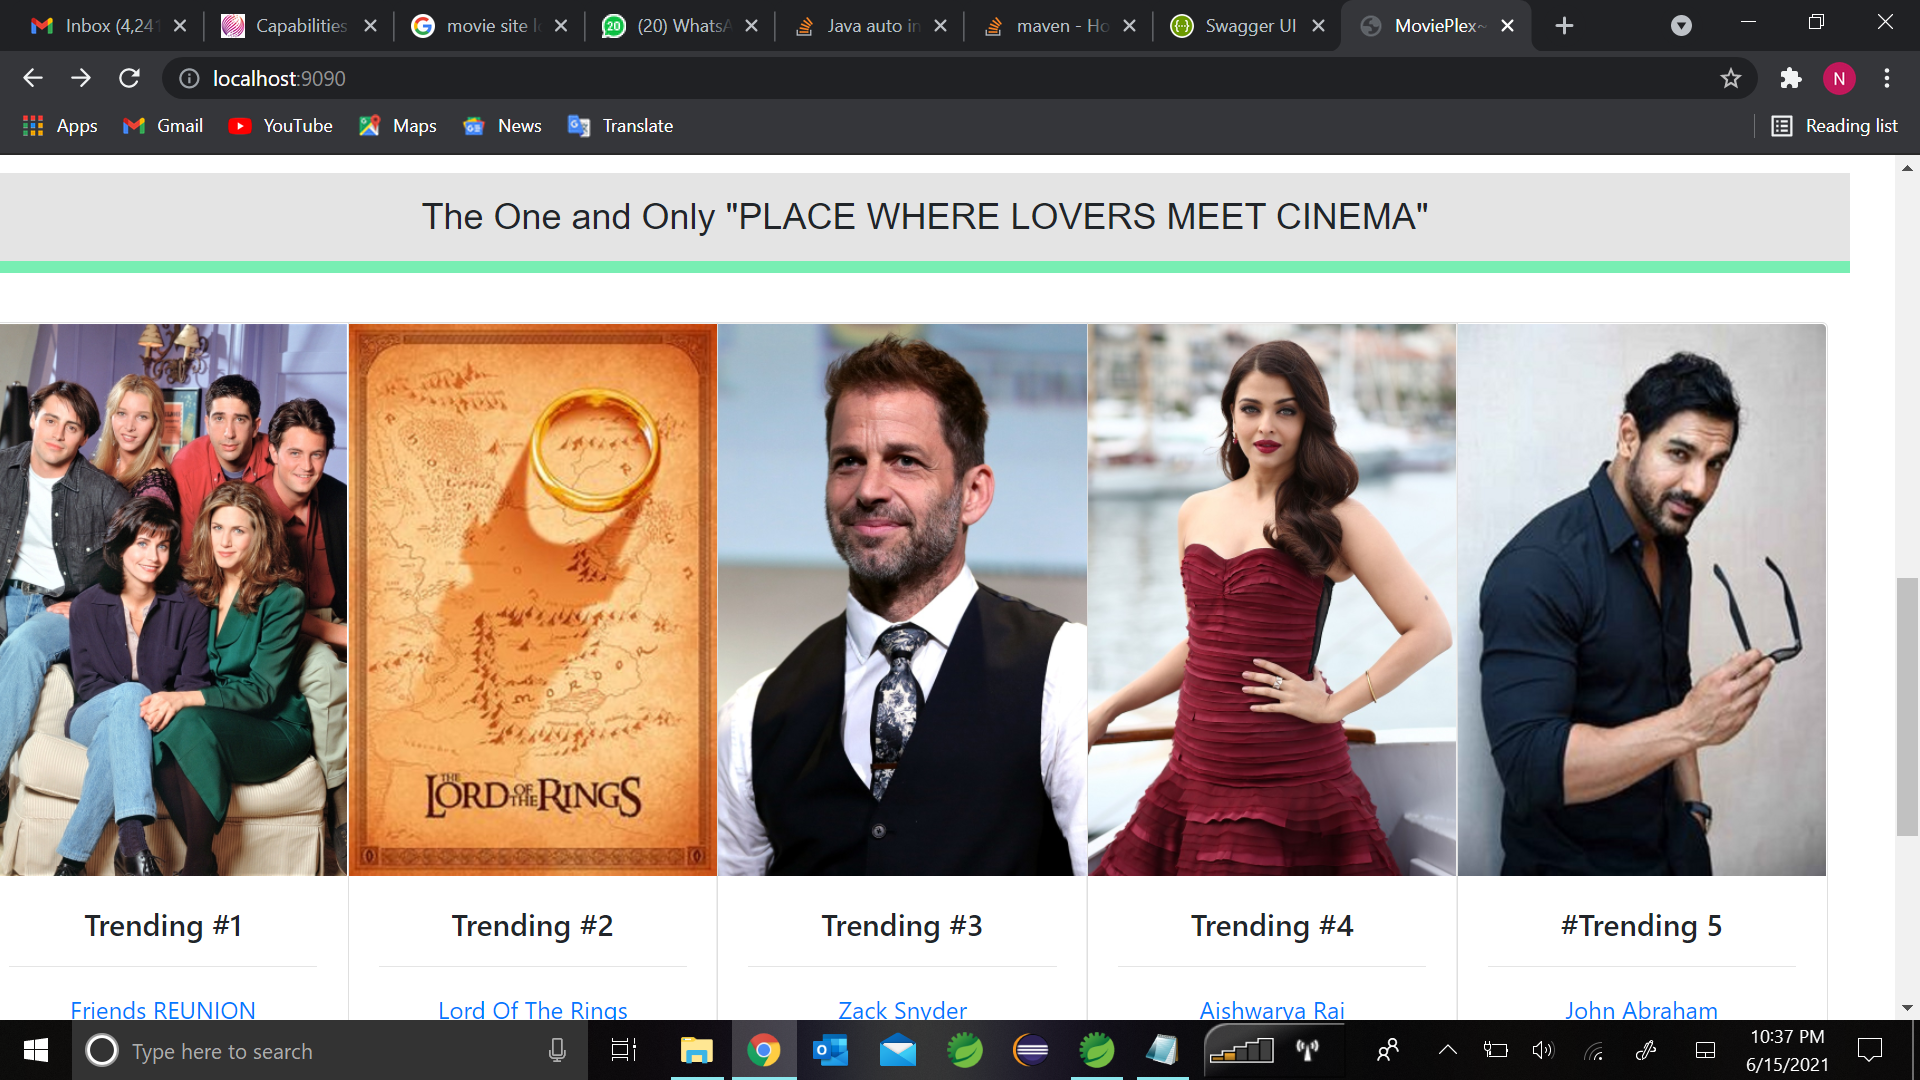 Inbox (4,241
Capabilities
movie site l
(20) WhatsA
Java auto in
maven - Ho
Swagger UI
MoviePlex~
localhost:9090
N
Apps
Gmail
YouTube
Maps
News
Translate
Reading list
The One and Only "PLACE WHERE LOVERS MEET CINEMA"
MORDOR
THE LORD OF THE RINGS
Trending #1
Trending #2
Trending #3
Trending #4
#Trending 5
Friends REUNION
Lord Of The Rings
Zack Snyder
Aishwarya Rai
John Abraham
Type here to search
10:37 PM
6/15/2021